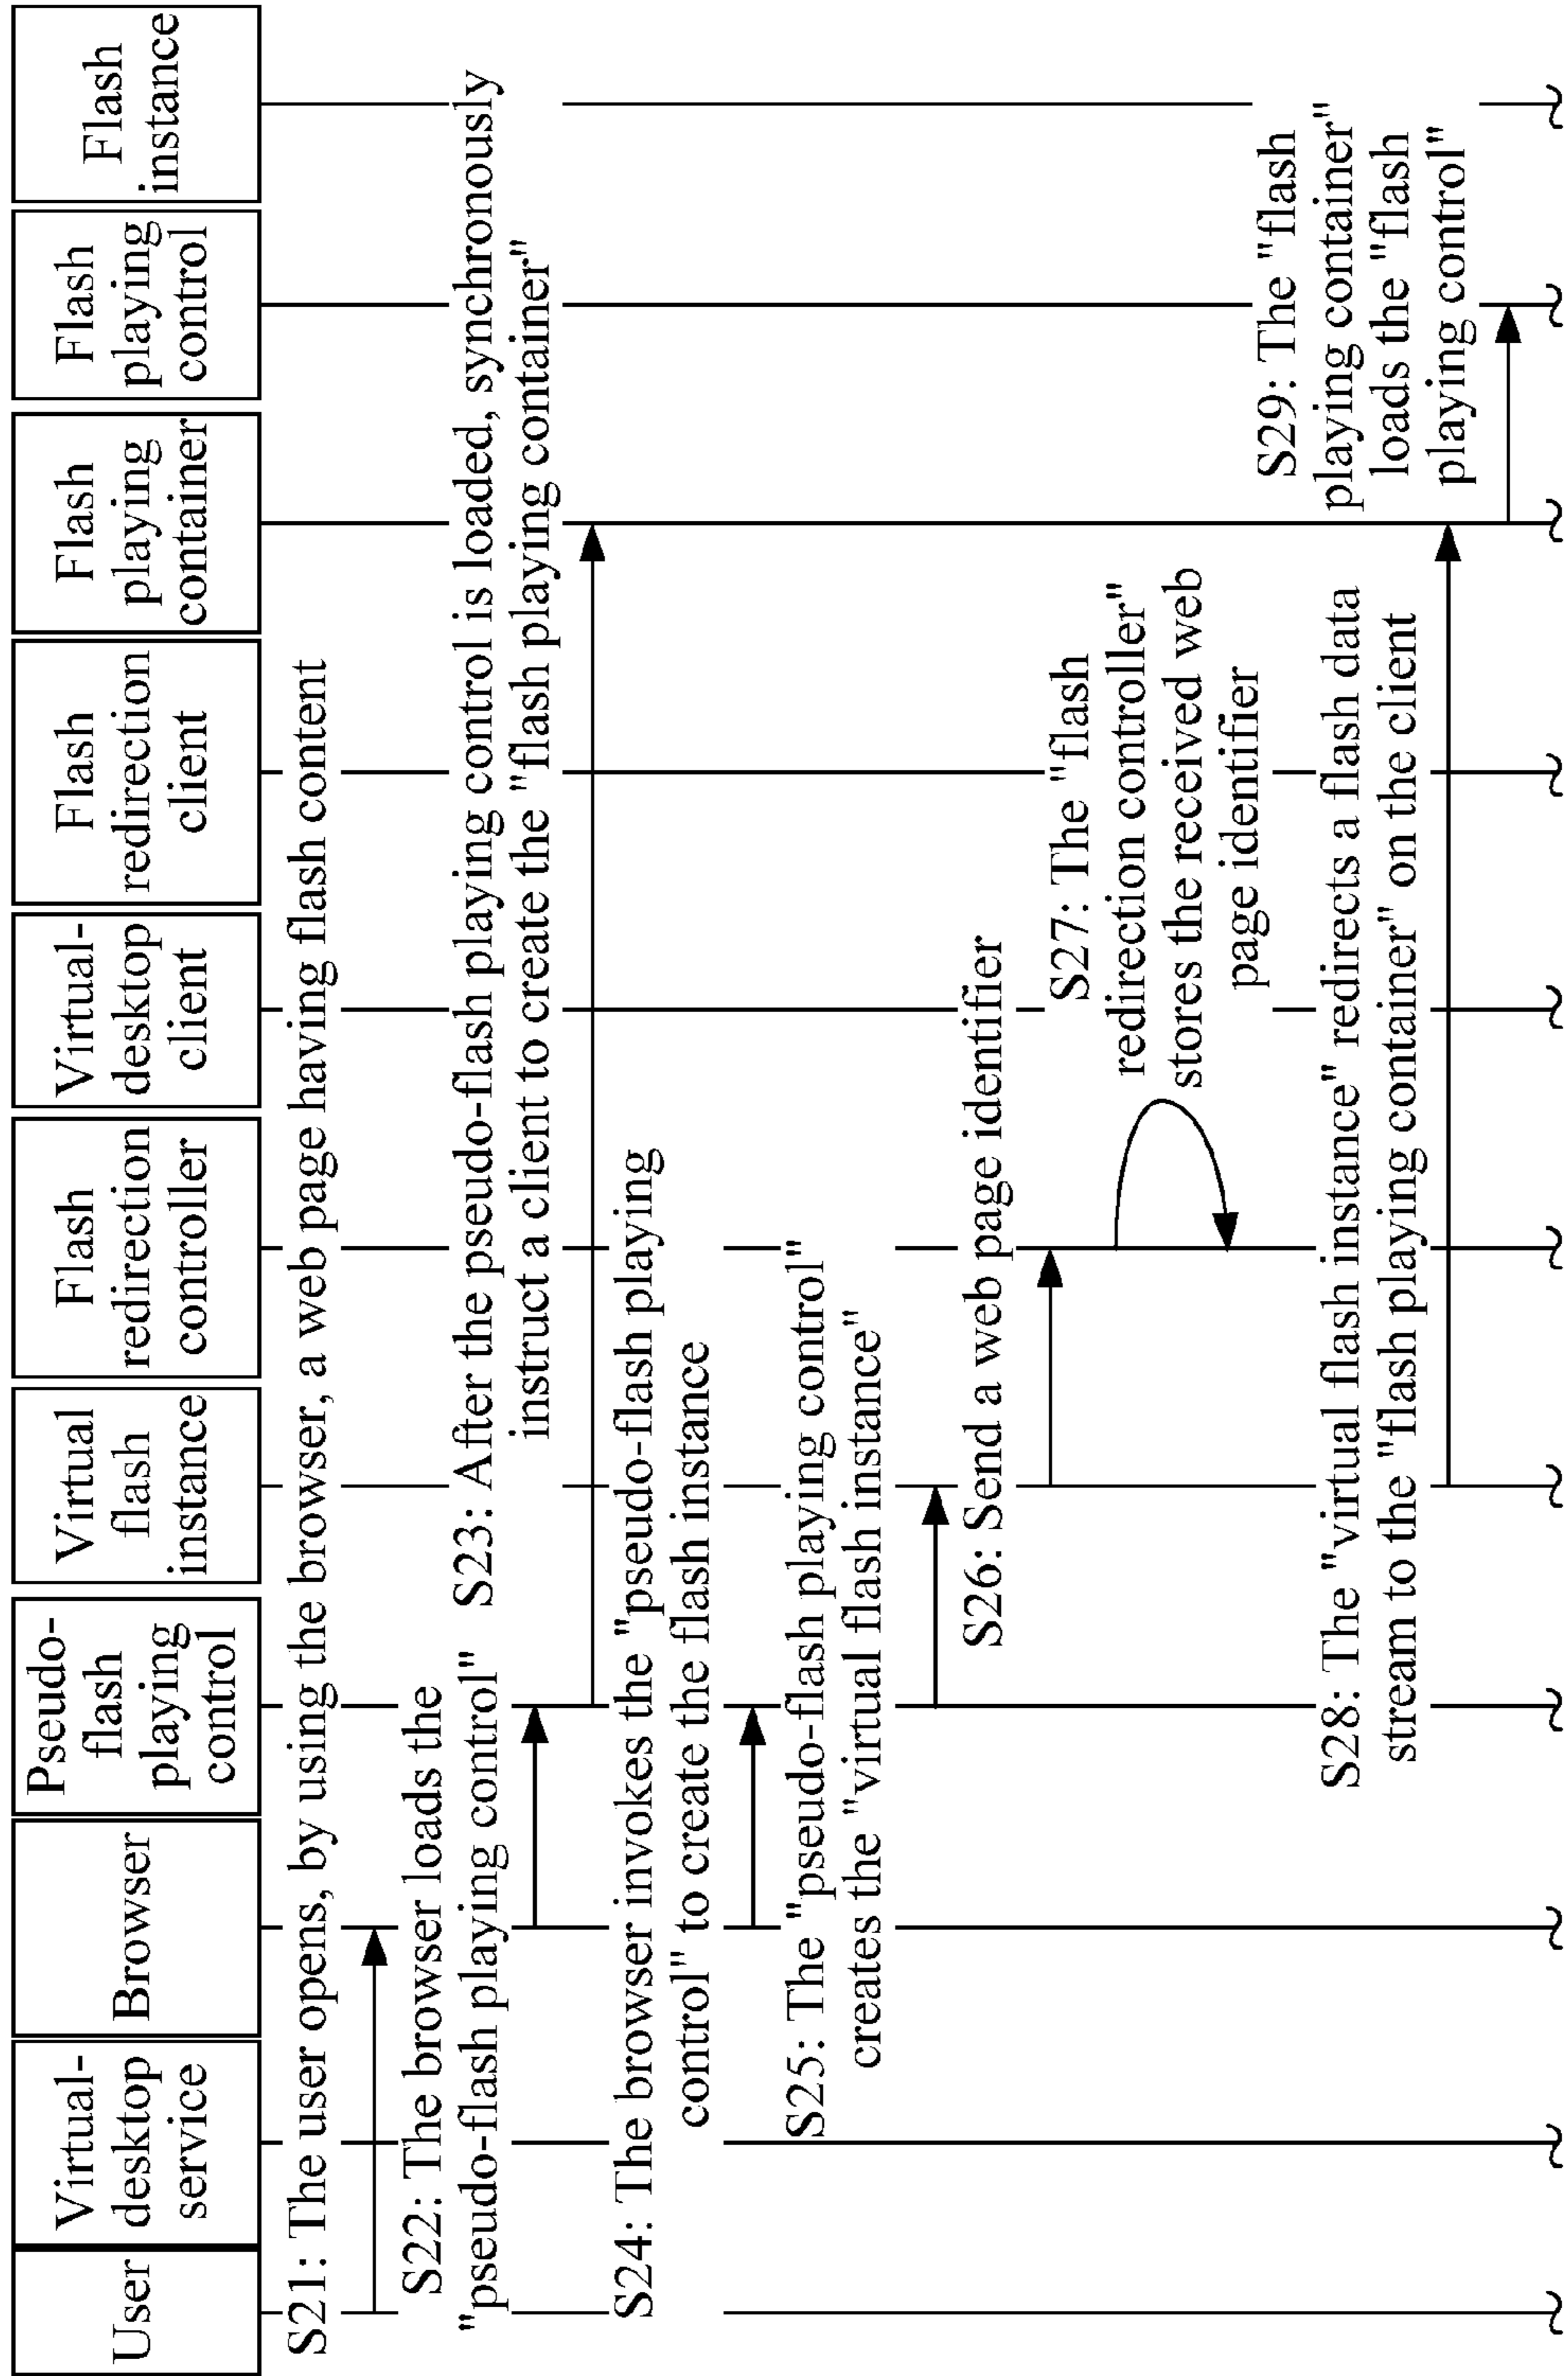 User
Virtual-
desktop
service
Browser
Pseudo-
flash
playing
control
Virtual
flash
instance
Flash
redirection
controller
Virtual-
desktop
client
Flash
redirection
client
Flash
playing
container
Flash
playing
control
Flash
instance
S21: The user opens, by using the browser, a web page having flash content
S22: The browser loads the
"pseudo-flash playing control"
S23: After the pseudo-flash playing control is loaded, synchronously
instruct a client to create the "flash playing container"
S24: The browser invokes the "pseudo-flash playing
control" to create the flash instance
S25: The "pseudo-flash playing control"
creates the "virtual flash instance"
S26: Send a web page identifier
S27: The "flash
redirection controller"
stores the received web
page identifier
S28: The "virtual flash instance" redirects a flash data
stream to the "flash playing container" on the client
S29: The "flash
playing container"
loads the "flash
playing control"